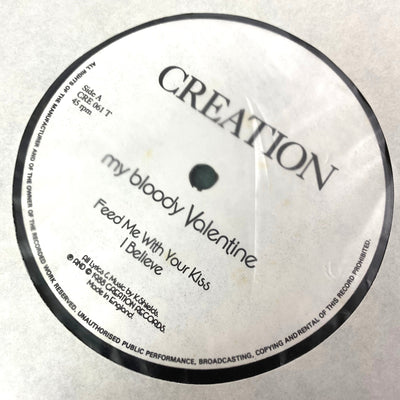 CREATION
Side A
CRE 061 T
45 rpm
my bloody Valentine
Feed Me With Your Kiss
I Believe
All Lyrics & Music by K. Shields.
℗ AND © 1988 CREATION RECORDS
Made in England.
ALL RIGHTS OF THE MANUFACTURER AND OF THE OWNER OF THE RECORDED WORK RESERVED. UNAUTHORISED PUBLIC PERFORMANCE, BROADCASTING, COPYING AND RENTAL OF THIS RECORD PROHIBITED.